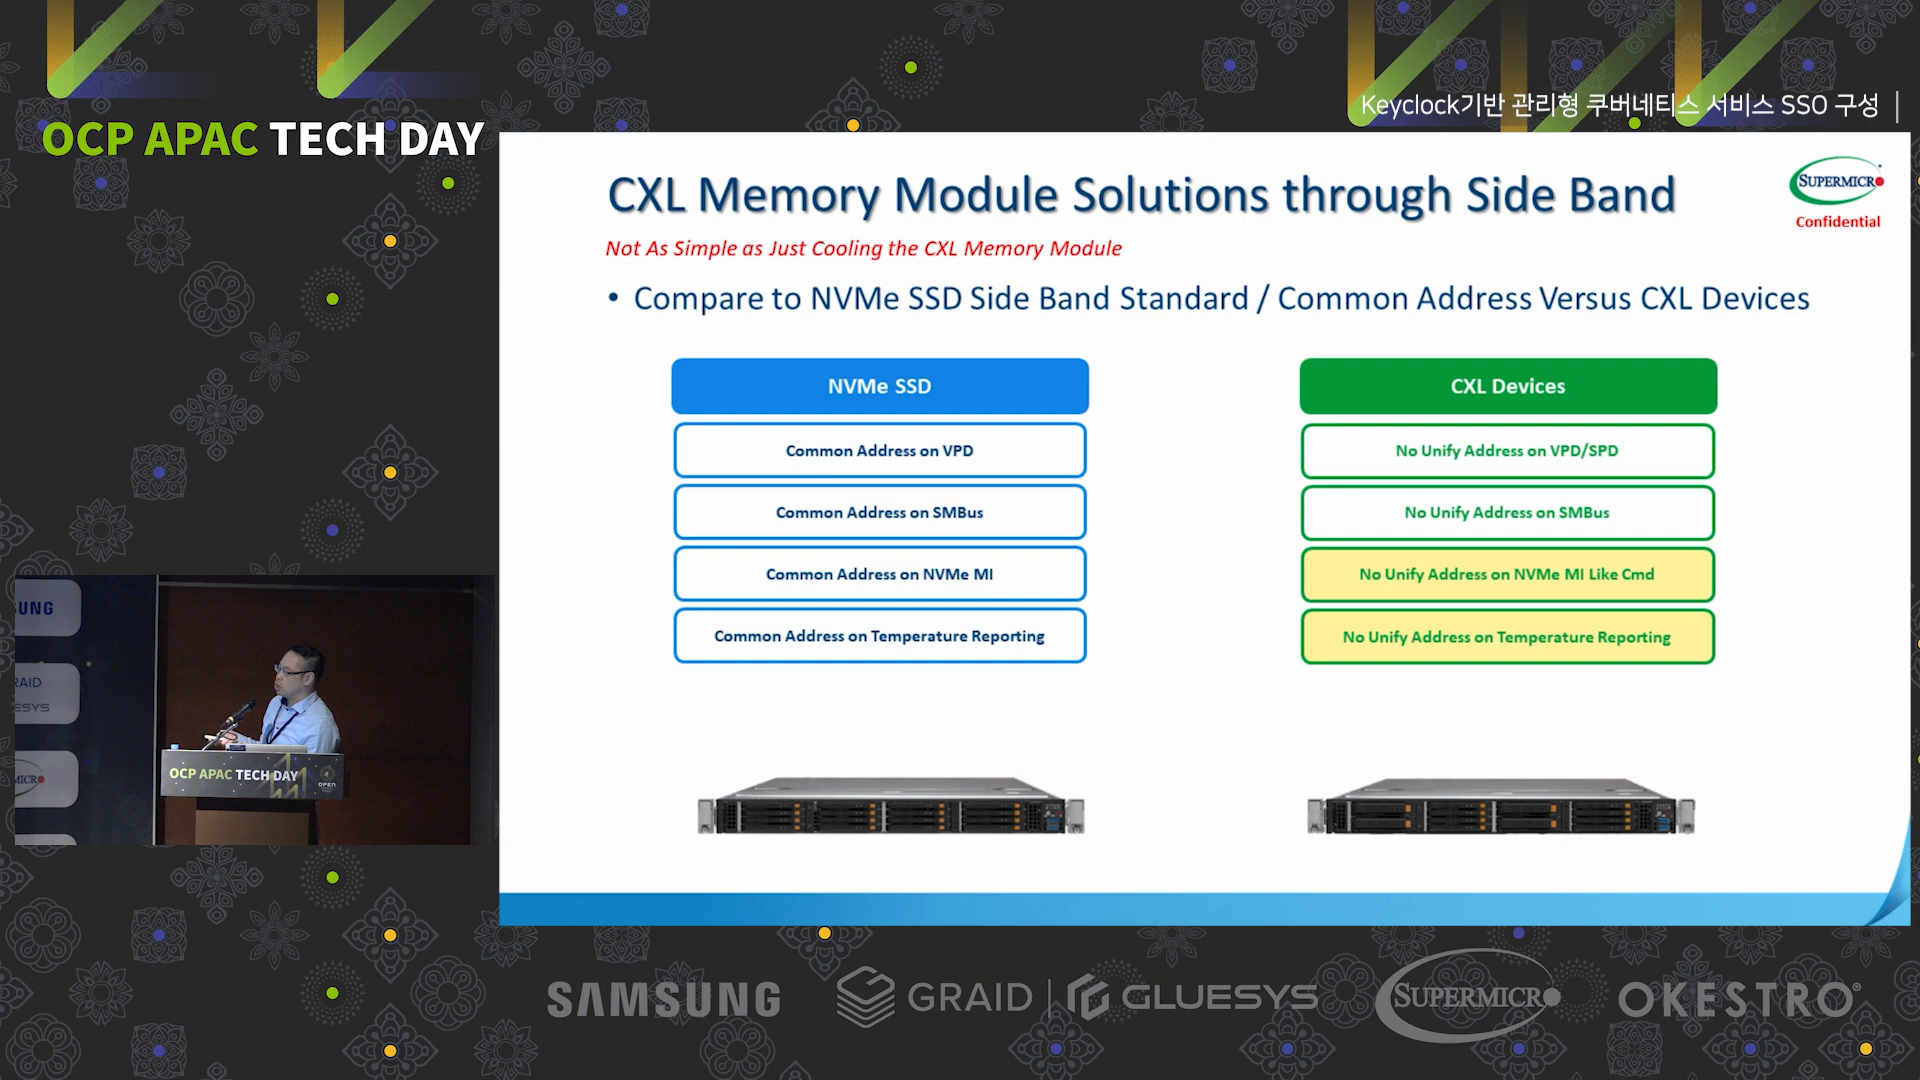 OCP APAC TECH DAY
Keyclock기반 관리형 쿠버네티스 서비스 SSO 구성
CXL Memory Module Solutions through Side Band
SUPERMICRO
Confidential
Not As Simple as Just Cooling the CXL Memory Module
• Compare to NVMe SSD Side Band Standard / Common Address Versus CXL Devices
NVMe SSD
Common Address on VPD
Common Address on SMBus
Common Address on NVMe MI
Common Address on Temperature Reporting
CXL Devices
No Unify Address on VPD/SPD
No Unify Address on SMBus
No Unify Address on NVMe MI Like Cmd
No Unify Address on Temperature Reporting
SUNG
RAID
ESYS
MICR
OCP APAC TECH DAY
OPEN
SAMSUNG
GRAID
GLUESYS
SUPERMICRO
OKESTRO